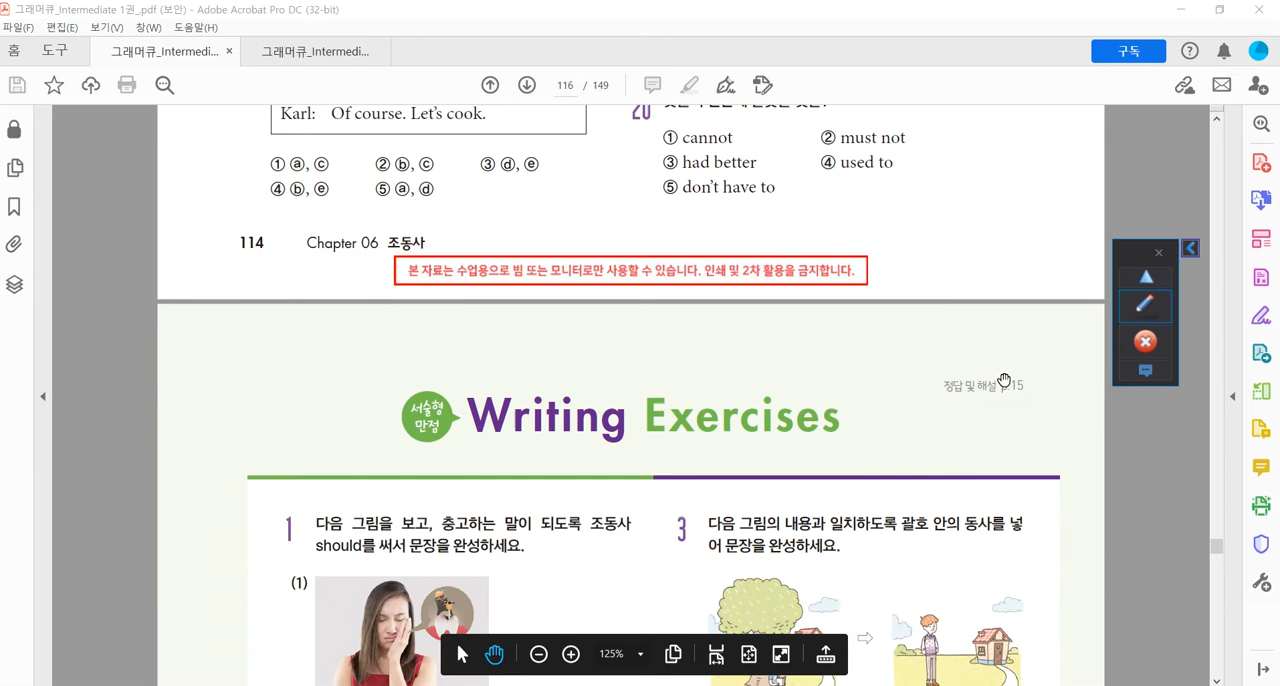 그래머큐_Intermediate 1권_.pdf (보안) - Adobe Acrobat Pro DC (32-bit)
파일(F) 편집(E) 보기(V) 창(W) 도움말(H)
홈 도구 그래머큐_Intermedi... × 그래머큐_Intermedi... 구독
116 / 149
Karl: Of course. Let's cook.
① ⓐ, ⓒ ② ⓑ, ⓒ ③ ⓓ, ⓔ
④ ⓑ, ⓔ ⑤ ⓐ, ⓓ
20
① cannot ② must not
③ had better ④ used to
⑤ don't have to
114 Chapter 06 조동사
본 자료는 수업용으로 빔 또는 모니터로만 사용할 수 있습니다. 인쇄 및 2차 활용을 금지합니다.
정답 및 해설 p.15
서술형
만점
Writing Exercises
1 다음 그림을 보고, 충고하는 말이 되도록 조동사
should를 써서 문장을 완성하세요.
(1)
3 다음 그림의 내용과 일치하도록 괄호 안의 동사를 넣
어 문장을 완성하세요.
125%